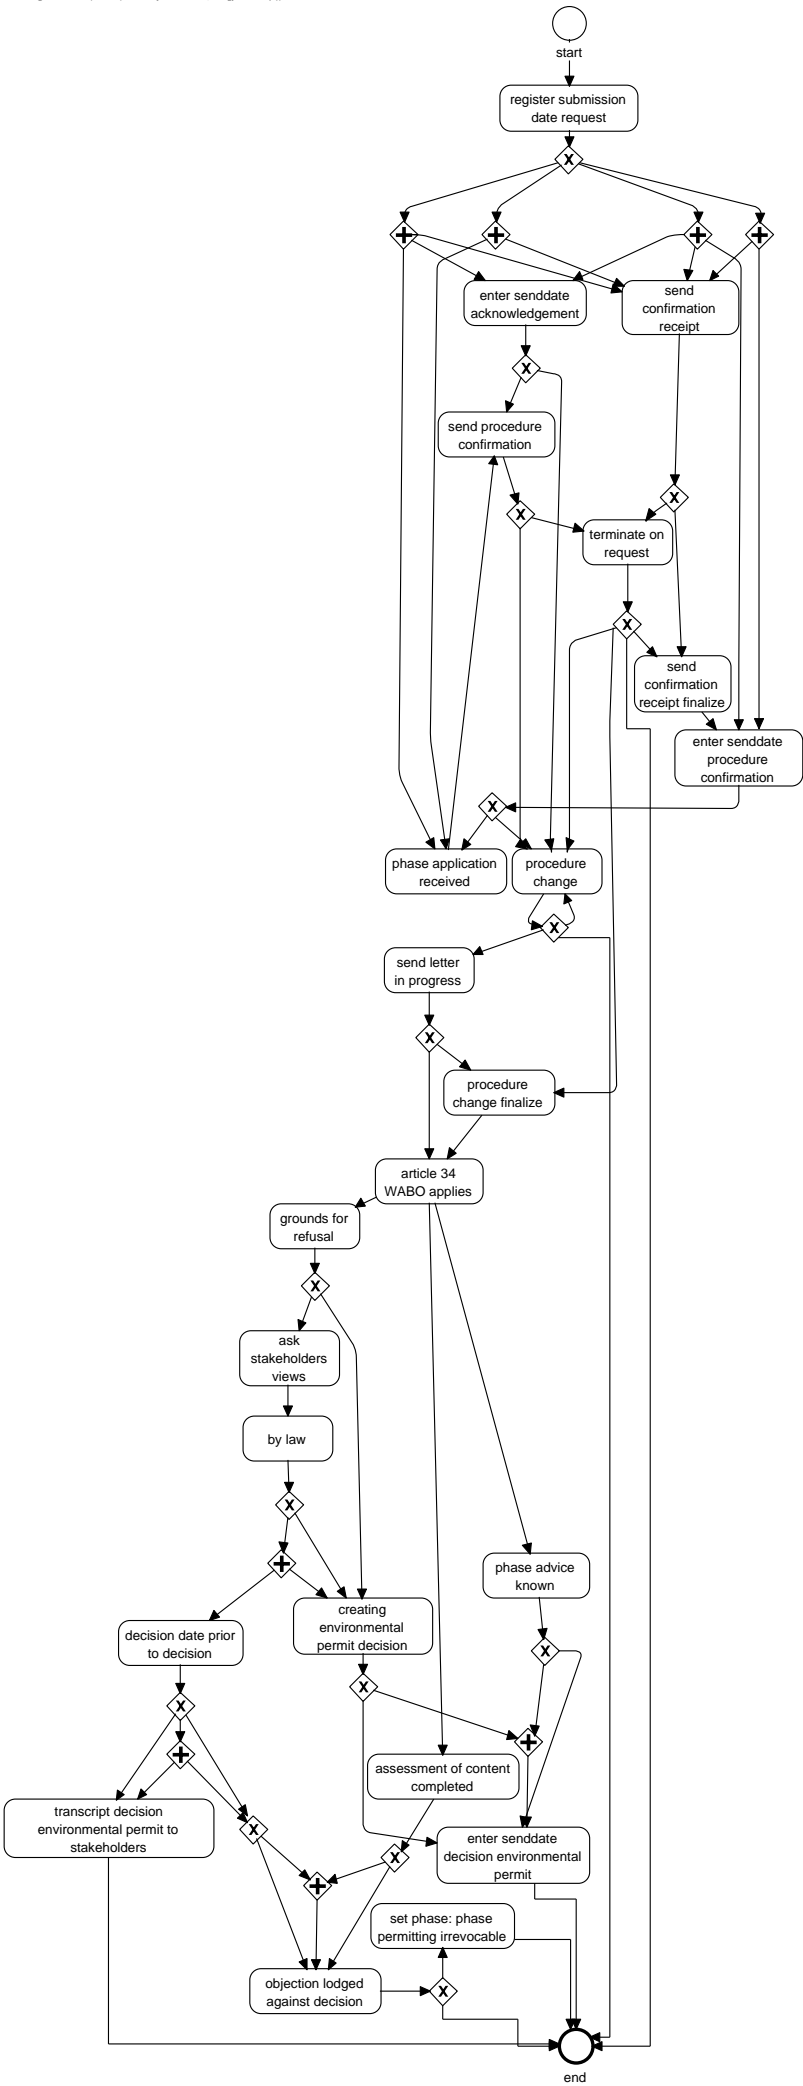 start
register submission
date request
X
enter senddate
acknowledgement
send
confirmation
receipt
X
send procedure
confirmation
X
X
terminate on
request
X
send
confirmation
receipt finalize
enter senddate
procedure
confirmation
X
phase application
received
procedure
change
X
send letter
in progress
X
procedure
change finalize
article 34
WABO applies
grounds for
refusal
X
ask
stakeholders
views
by law
X
phase advice
known
creating
environmental
permit decision
decision date prior
to decision
X
X
X
assessment of content
completed
transcript decision
environmental permit to
stakeholders
X
enter senddate
decision environmental
permit
X
set phase: phase
permitting irrevocable
objection lodged
against decision
X
end